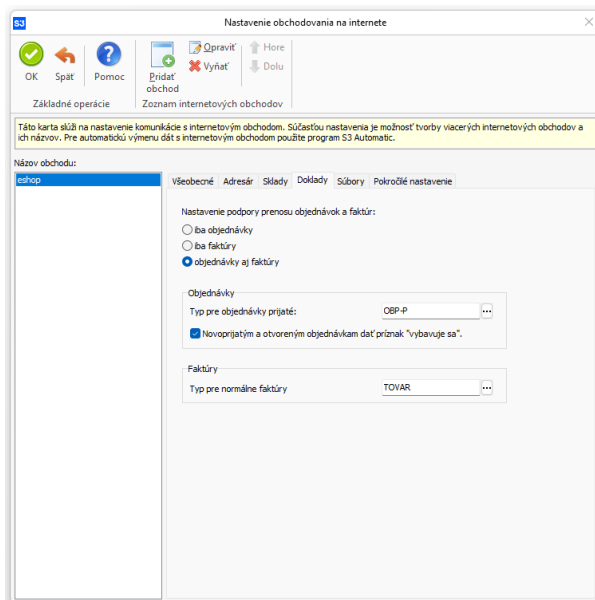 S3 Nastavenie obchodovania na internete
OK
Späť
Pomoc
Pridať obchod
Opraviť
Vyňať
Hore
Dolu
Základné operácie
Zoznam internetových obchodov
Táto karta slúži na nastavenie komunikácie s internetovým obchodom. Súčasťou nastavenia je možnosť tvorby viacerých internetových obchodov a
ich názvov. Pre automatickú výmenu dát s internetovým obchodom použite program S3 Automatic.
Názov obchodu:
eshop
Všeobecné Adresár Sklady Doklady Súbory Pokročilé nastavenie
Nastavenie podpory prenosu objednávok a faktúr:
iba objednávky
iba faktúry
objednávky aj faktúry
Objednávky
Typ pre objednávky prijaté: OBP-P ...
Novoprijatým a otvoreným objednávkam dať príznak "vybavuje sa".
Faktúry
Typ pre normálne faktúry TOVAR ...